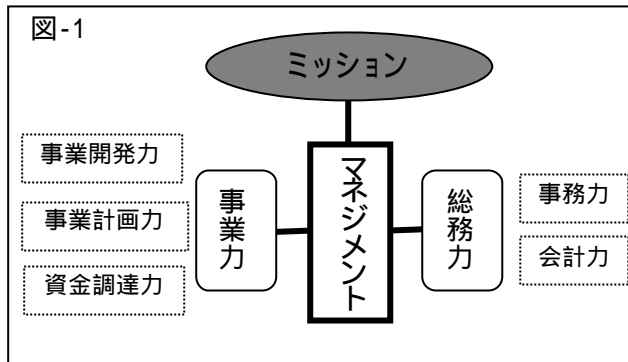 図-1
ミッション
事業開発力
事業計画力
資金調達力
事業力
マネジメント
総務力
事務力
会計力